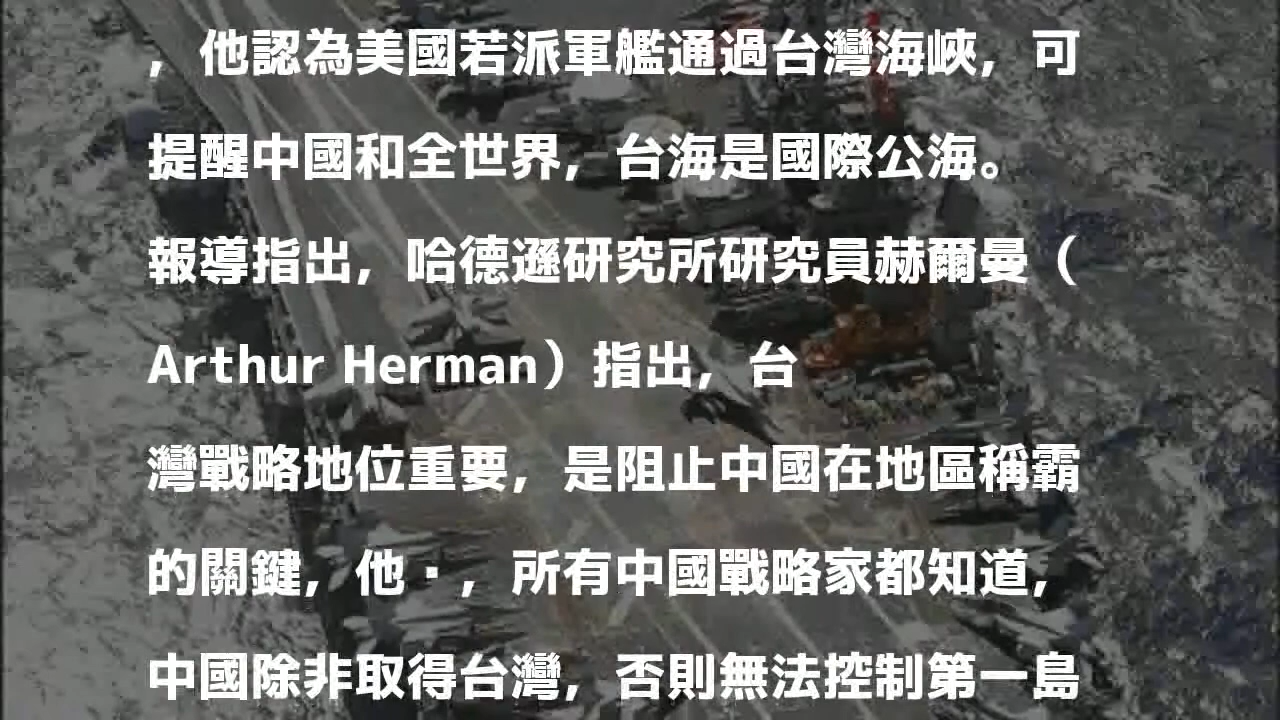 ，他認為美國若派軍艦通過台灣海峽，可
提醒中國和全世界，台海是國際公海。
報導指出，哈德遜研究所研究員赫爾曼（
Arthur Herman）指出，台
灣戰略地位重要，是阻止中國在地區稱霸
的關鍵，他▪，所有中國戰略家都知道，
中國除非取得台灣，否則無法控制第一島